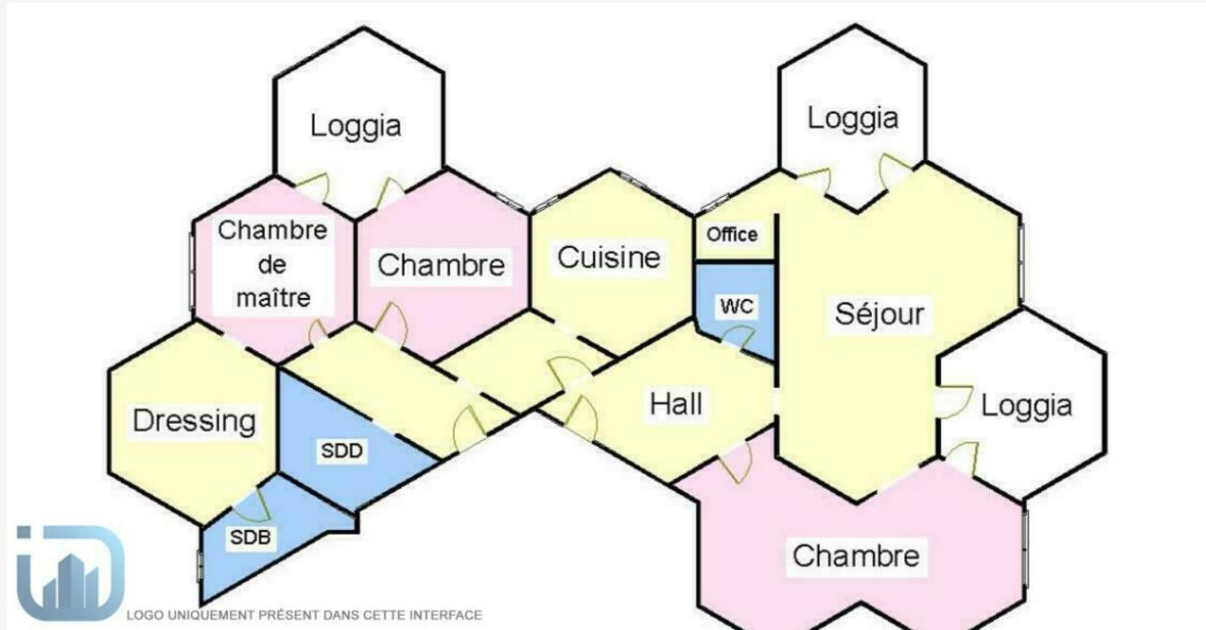 Loggia
Loggia
Chambre
de
maître
Chambre
Cuisine
Office
WC
Séjour
Dressing
SDD
Hall
Loggia
SDB
Chambre
LOGO UNIQUEMENT PRÉSENT DANS CETTE INTERFACE